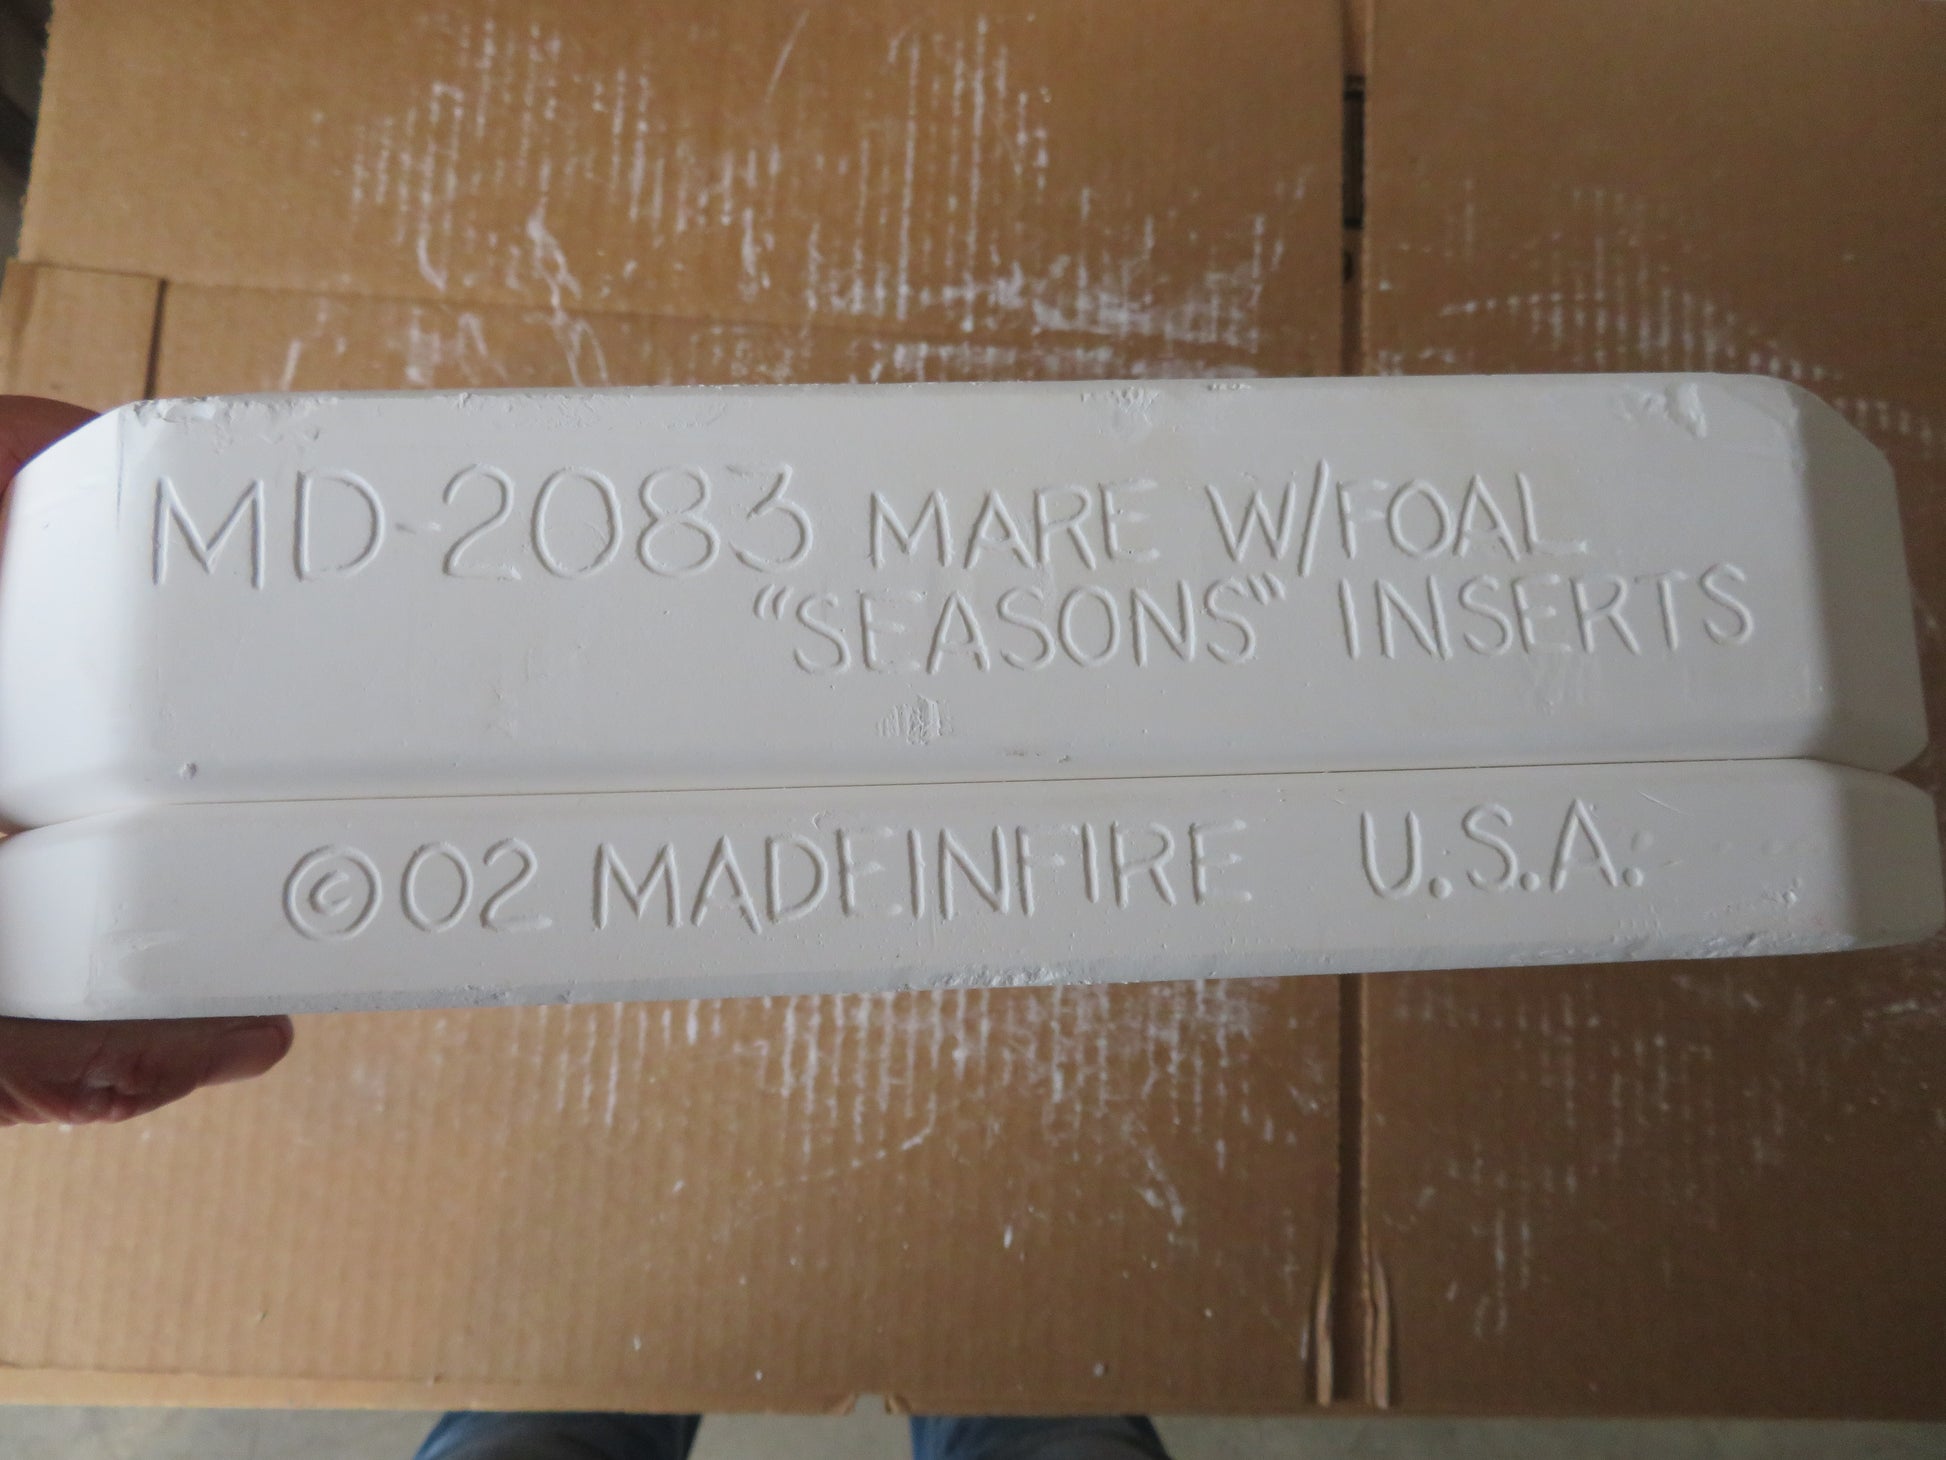 MD-2083 MARE W/FOAL
"SEASONS" INSERTS
©02 MADEINFIRE U.S.A.